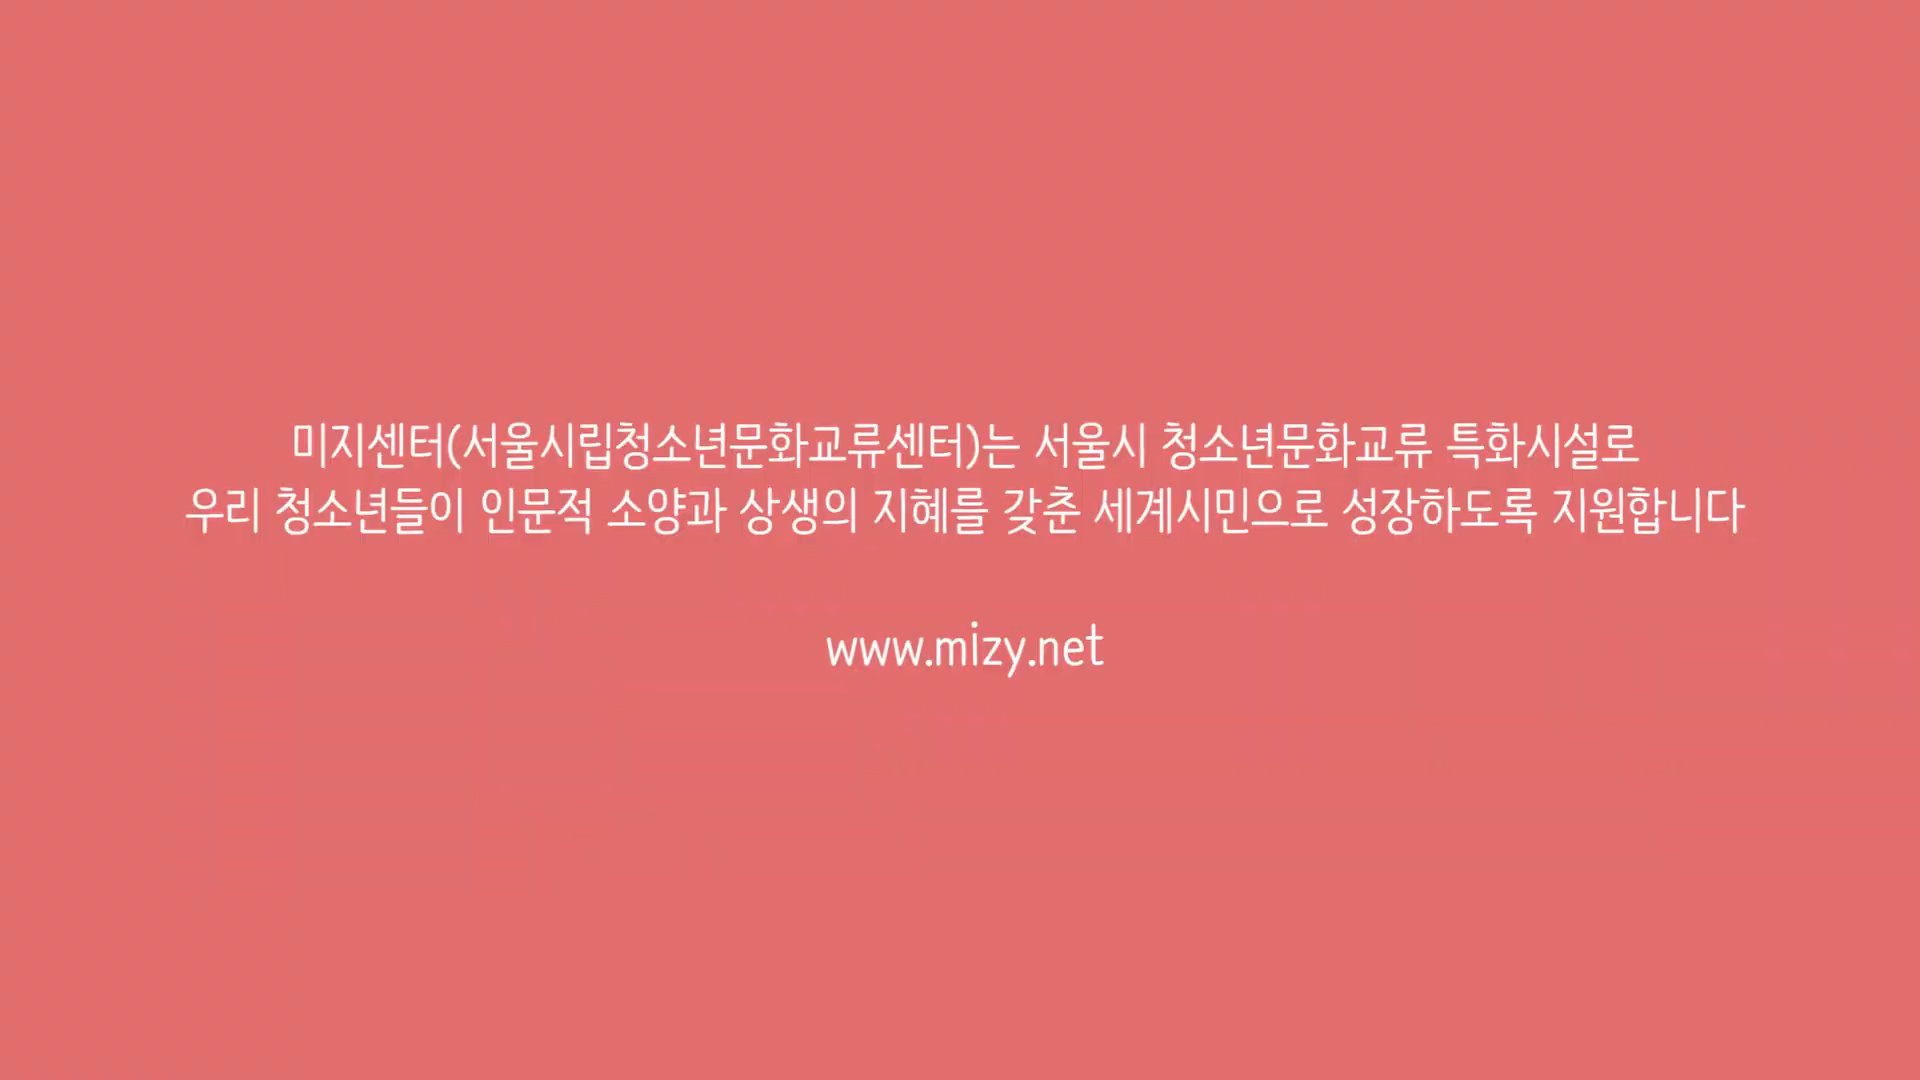 미지센터(서울시립청소년문화교류센터)는 서울시 청소년문화교류 특화시설로
우리 청소년들이 인문적 소양과 상생의 지혜를 갖춘 세계시민으로 성장하도록 지원합니다
www.mizy.net